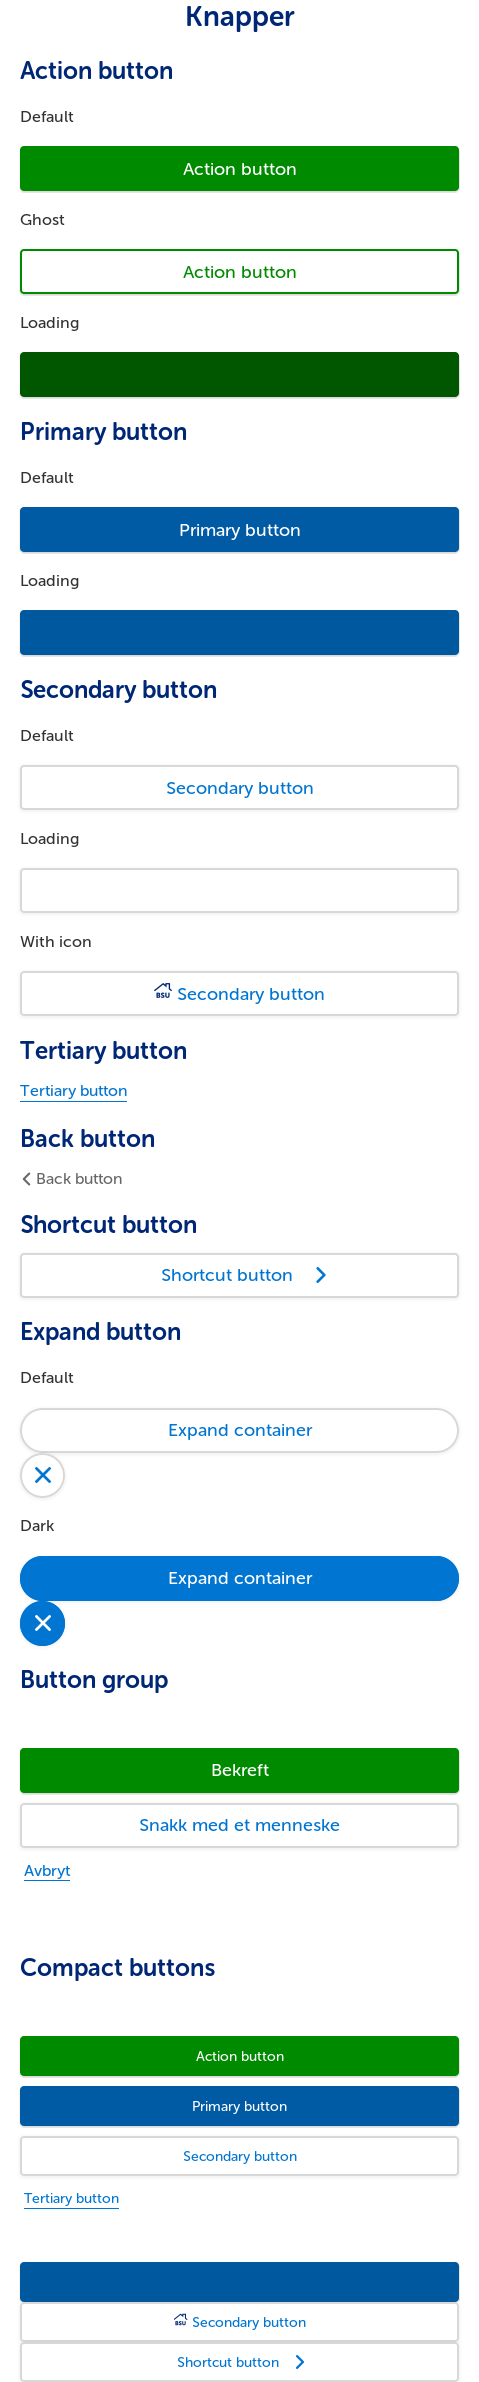 Knapper
Action button
Default
Action button
Ghost
Action button
Loading
Primary button
Default
Primary button
Loading
Secondary button
Default
Secondary button
Loading
With icon
BSU Secondary button
Tertiary button
Tertiary button
Back button
Back button
Shortcut button
Shortcut button
Expand button
Default
Expand container
Dark
Expand container
Button group
Bekreft
Snakk med et menneske
Avbryt
Compact buttons
Action button
Primary button
Secondary button
Tertiary button
BSU Secondary button
Shortcut button